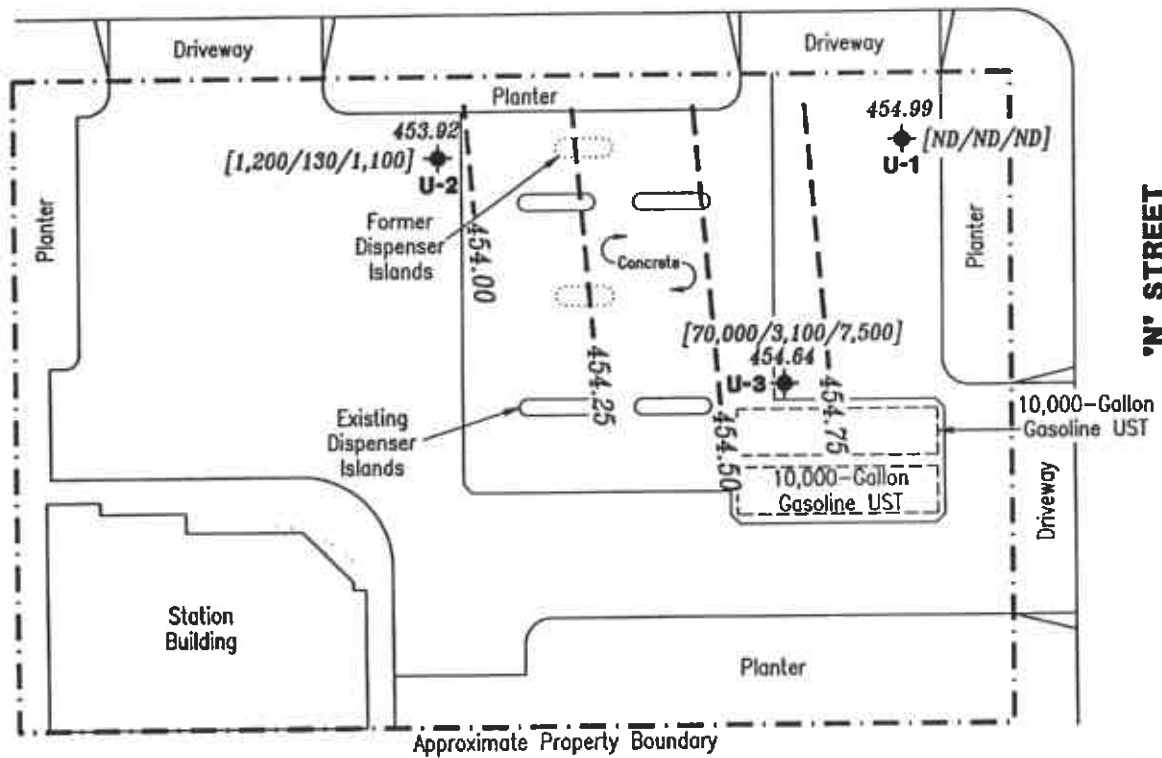 Driveway
Driveway
Planter
454.99
[ND/ND/ND]
U-1
453.92
[1,200/130/1,100]
U-2
Planter
Former
Dispenser
Islands
454.00
Concrete
Planter
'N' STREET
[70,000/3,100/7,500]
454.64
U-3
454.25
454.75
454.50
10,000-Gallon
Gasoline UST
Existing
Dispenser
Islands
10,000-Gallon
Gasoline UST
Driveway
Station
Building
Planter
Approximate Property Boundary